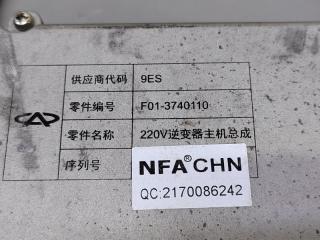 供应商代码 9ES
零件编号 F01-3740110
零件名称 220V逆变器主机总成
序列号
NFA®CHN
QC:2170086242